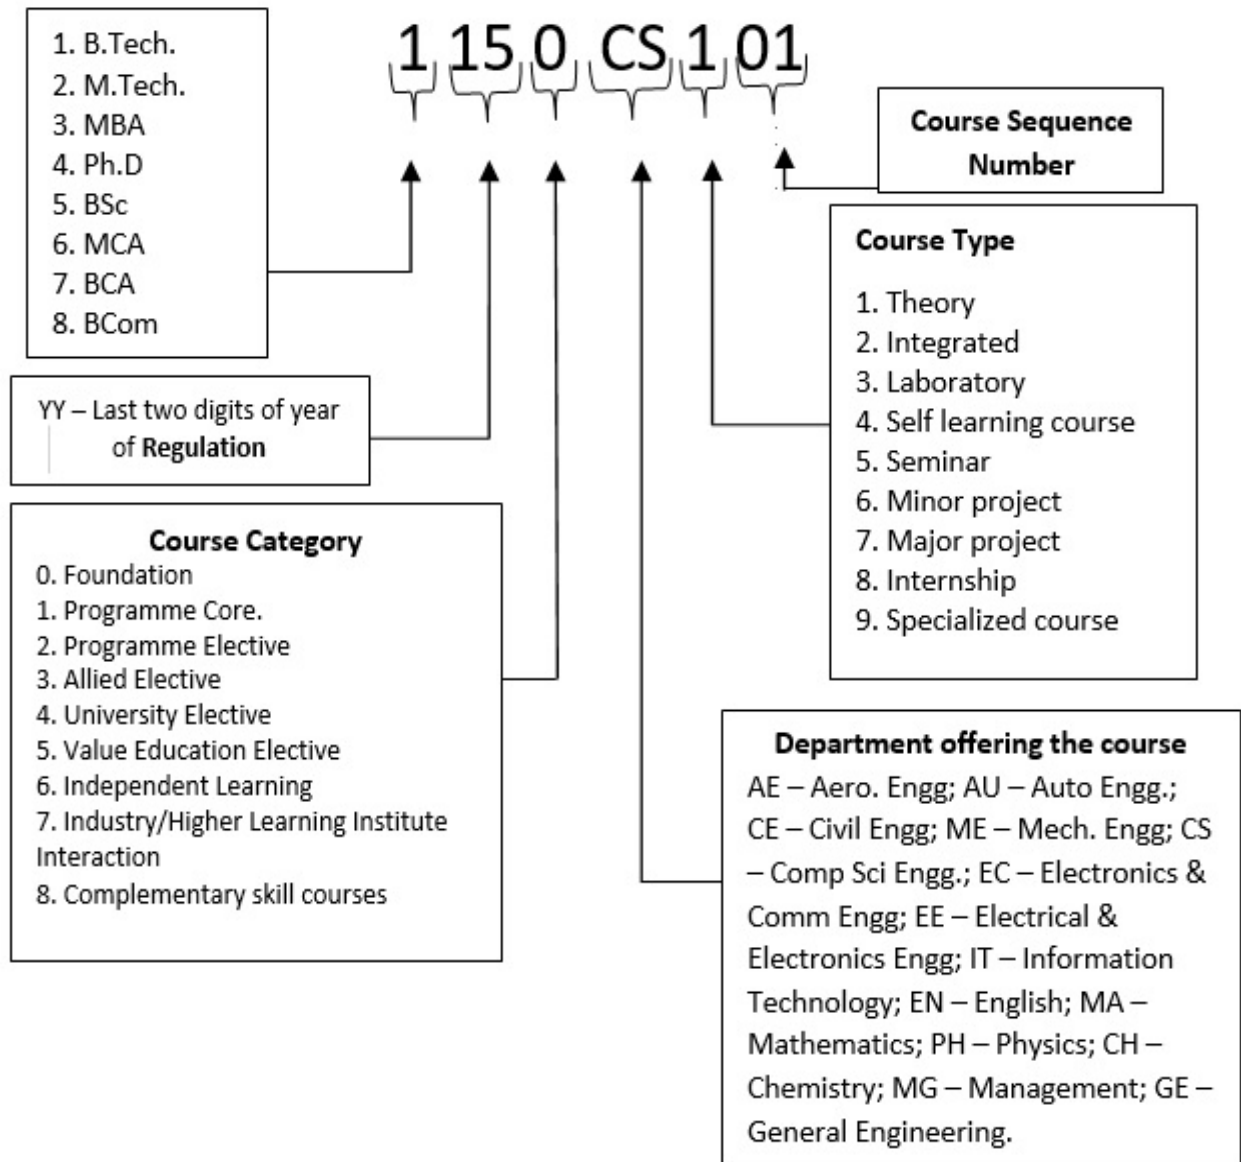 1 15 0 CS 1 01
1. B.Tech.
2. M.Tech.
3. MBA
4. Ph.D
5. BSc
6. MCA
7. BCA
8. BCom
Course Sequence
Number
Course Type
1. Theory
2. Integrated
3. Laboratory
4. Self learning course
5. Seminar
6. Minor project
7. Major project
8. Internship
9. Specialized course
YY – Last two digits of year
of Regulation
Course Category
0. Foundation
1. Programme Core.
2. Programme Elective
3. Allied Elective
4. University Elective
5. Value Education Elective
6. Independent Learning
7. Industry/Higher Learning Institute
Interaction
8. Complementary skill courses
Department offering the course
AE – Aero. Engg; AU – Auto Engg.;
CE – Civil Engg; ME – Mech. Engg; CS
– Comp Sci Engg.; EC – Electronics &
Comm Engg; EE – Electrical &
Electronics Engg; IT – Information
Technology; EN – English; MA –
Mathematics; PH – Physics; CH –
Chemistry; MG – Management; GE –
General Engineering.